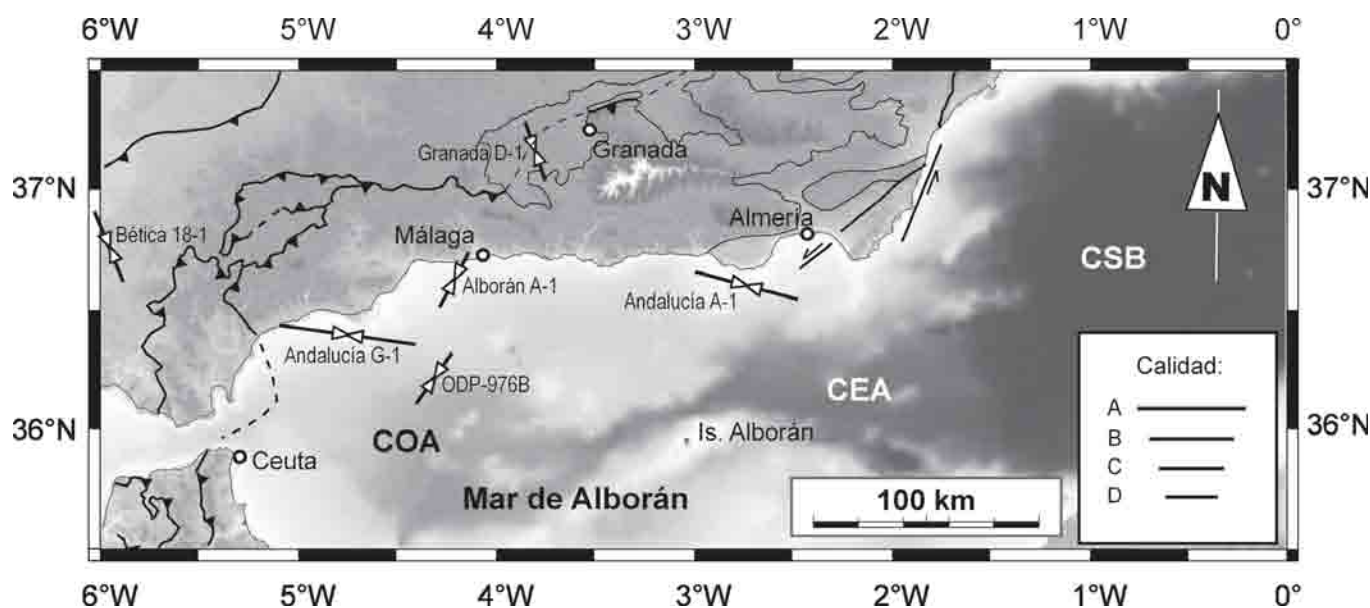 6°W 5°W 4°W 3°W 2°W 1°W 0°
Granada D-1
Granada
37°N
37°N
N
Almería
Bética 18-1
Málaga
CSB
Alborán A-1
Andalucía A-1
Andalucía G-1
Calidad:
ODP-976B
CEA
A
B
C
D
36°N
36°N
COA
Is. Alborán
Ceuta
Mar de Alborán
100 km
6°W 5°W 4°W 3°W 2°W 1°W 0°